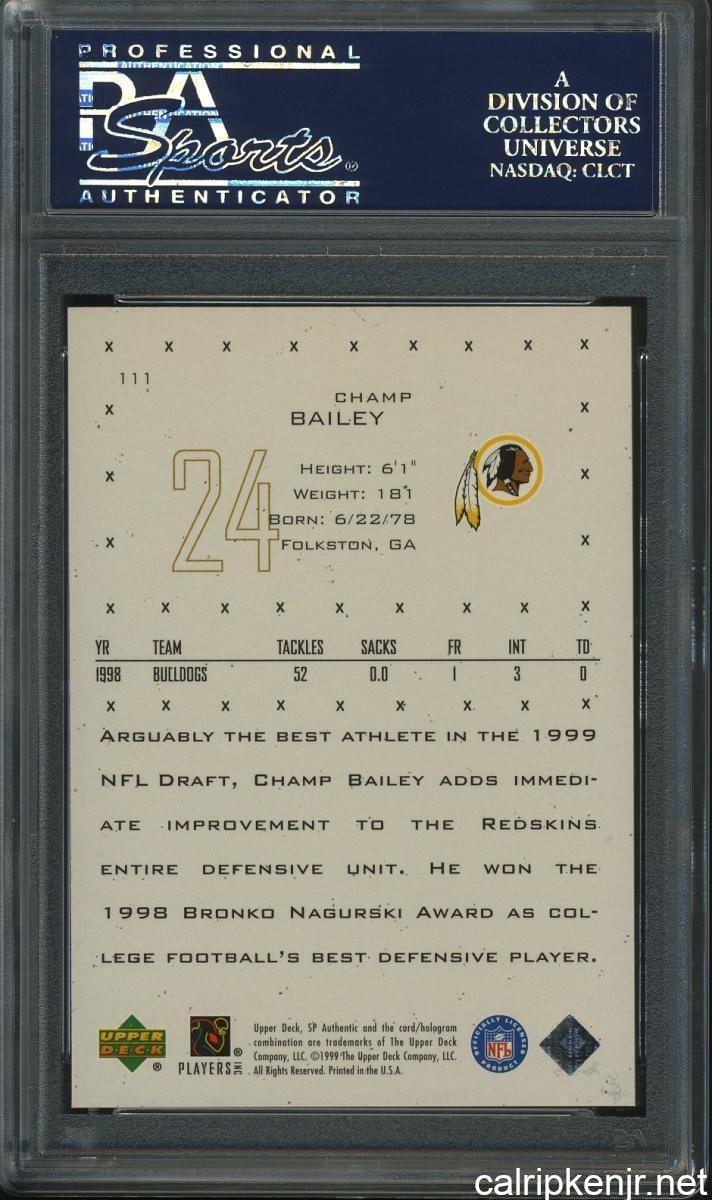 PROFESSIONAL
PSA
Sports®
AUTHENTICATOR
A
DIVISION OF
COLLECTORS
UNIVERSE
NASDAQ: CLCT
X X X X X X X X X
111
X CHAMP X
BAILEY
24
X HEIGHT: 6'1" X
WEIGHT: 181
BORN: 6/22/78
X FOLKSTON, GA X
X X X X X X X X X
YR TEAM TACKLES SACKS FR INT TD
1998 BULLDOGS 52 0.0 1 3 0
X X X X X X X X X
ARGUABLY THE BEST ATHLETE IN THE 1999
NFL DRAFT, CHAMP BAILEY ADDS IMMEDI-
ATE IMPROVEMENT TO THE REDSKINS
ENTIRE DEFENSIVE UNIT. HE WON THE
1998 BRONKO NAGURSKI AWARD AS COL-
LEGE FOOTBALL'S BEST DEFENSIVE PLAYER.
UPPER
DECK®
PLAYERS INC®
Upper Deck, SP Authentic and the card/hologram
combination are trademarks of The Upper Deck
Company, LLC. ©1999 The Upper Deck Company, LLC.
All Rights Reserved. Printed in the U.S.A.
OFFICIALLY LICENSED
NFL
PRODUCT
calripkenjr.net